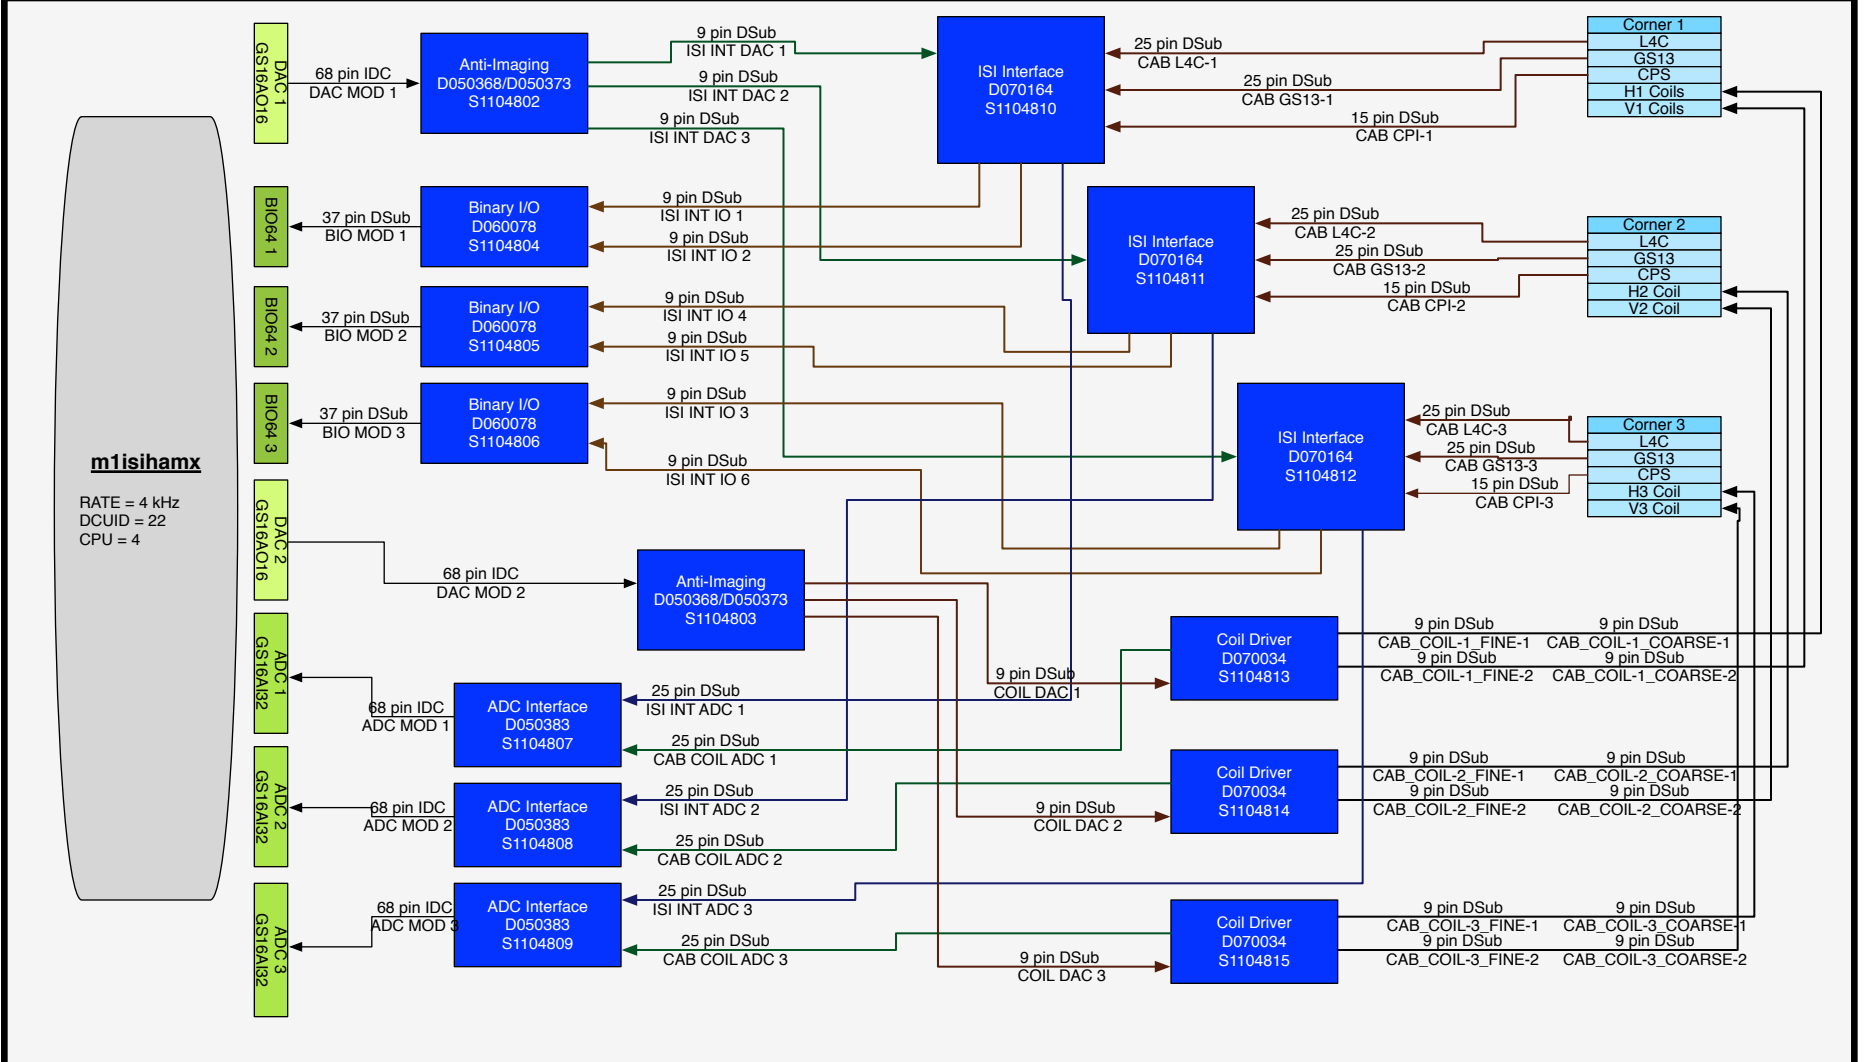 m1isihamx
RATE = 4 kHz
DCUID = 22
CPU = 4
DAC 1
GS16AO16
BIO64 1
BIO64 2
BIO64 3
DAC 2
GS16AO16
ADC 1
GS16AI32
ADC 2
GS16AI32
ADC 3
GS16AI32
68 pin IDC
DAC MOD 1
37 pin DSub
BIO MOD 1
37 pin DSub
BIO MOD 2
37 pin DSub
BIO MOD 3
68 pin IDC
DAC MOD 2
68 pin IDC
ADC MOD 1
68 pin IDC
ADC MOD 2
68 pin IDC
ADC MOD 3
Anti-Imaging
D050368/D050373
S1104802
Binary I/O
D060078
S1104804
Binary I/O
D060078
S1104805
Binary I/O
D060078
S1104806
Anti-Imaging
D050368/D050373
S1104803
ADC Interface
D050383
S1104807
ADC Interface
D050383
S1104808
ADC Interface
D050383
S1104809
9 pin DSub
ISI INT DAC 1
9 pin DSub
ISI INT DAC 2
9 pin DSub
ISI INT DAC 3
9 pin DSub
ISI INT IO 1
9 pin DSub
ISI INT IO 2
9 pin DSub
ISI INT IO 4
9 pin DSub
ISI INT IO 5
9 pin DSub
ISI INT IO 3
9 pin DSub
ISI INT IO 6
25 pin DSub
ISI INT ADC 1
25 pin DSub
CAB COIL ADC 1
25 pin DSub
ISI INT ADC 2
25 pin DSub
CAB COIL ADC 2
25 pin DSub
ISI INT ADC 3
25 pin DSub
CAB COIL ADC 3
9 pin DSub
COIL DAC 1
9 pin DSub
COIL DAC 2
9 pin DSub
COIL DAC 3
ISI Interface
D070164
S1104810
ISI Interface
D070164
S1104811
ISI Interface
D070164
S1104812
Coil Driver
D070034
S1104813
Coil Driver
D070034
S1104814
Coil Driver
D070034
S1104815
25 pin DSub
CAB L4C-1
25 pin DSub
CAB GS13-1
15 pin DSub
CAB CPI-1
25 pin DSub
CAB L4C-2
25 pin DSub
CAB GS13-2
15 pin DSub
CAB CPI-2
25 pin DSub
CAB L4C-3
25 pin DSub
CAB GS13-3
15 pin DSub
CAB CPI-3
Corner 1
L4C
GS13
CPS
H1 Coils
V1 Coils
Corner 2
L4C
GS13
CPS
H2 Coil
V2 Coil
Corner 3
L4C
GS13
CPS
H3 Coil
V3 Coil
9 pin DSub 9 pin DSub
CAB_COIL-1_FINE-1 CAB_COIL-1_COARSE-1
9 pin DSub 9 pin DSub
CAB_COIL-1_FINE-2 CAB_COIL-1_COARSE-2
9 pin DSub 9 pin DSub
CAB_COIL-2_FINE-1 CAB_COIL-2_COARSE-1
9 pin DSub 9 pin DSub
CAB_COIL-2_FINE-2 CAB_COIL-2_COARSE-2
9 pin DSub 9 pin DSub
CAB_COIL-3_FINE-1 CAB_COIL-3_COARSE-1
9 pin DSub 9 pin DSub
CAB_COIL-3_FINE-2 CAB_COIL-3_COARSE-2